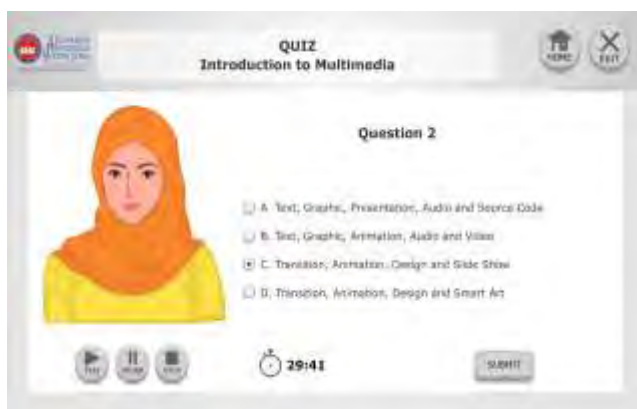 QUIZ
Introduction to Multimedia
HOME
EXIT
Question 2
A. Text, Graphic, Presentation, Audio and Source Code
B. Text, Graphic, Animation, Audio and Video
C. Transition, Animation, Design and Slide Show
D. Transition, Animation, Design and Smart Art
29:41
SUBMIT